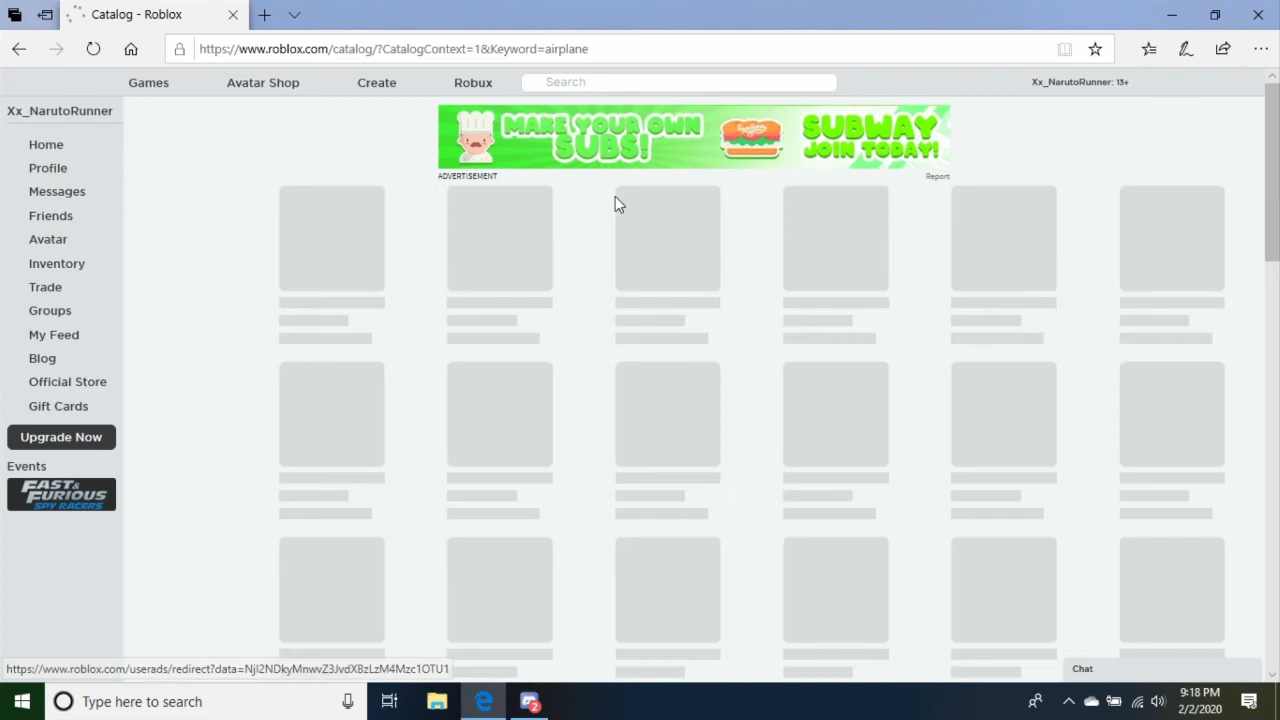 Catalog - Roblox
https://www.roblox.com/catalog/?CatalogContext=1&Keyword=airplane
Games
Avatar Shop
Create
Robux
Search
Xx_NarutoRunner: 13+
Xx_NarutoRunner
Home
Profile
Messages
Friends
Avatar
Inventory
Trade
Groups
My Feed
Blog
Official Store
Gift Cards
Upgrade Now
Events
FAST & FURIOUS
SPY RACERS
MAKE YOUR OWN
SUBS!
SUBWAY
JOIN TODAY!
ADVERTISEMENT
Report
Chat
Type here to search
2
9:18 PM
2/2/2020